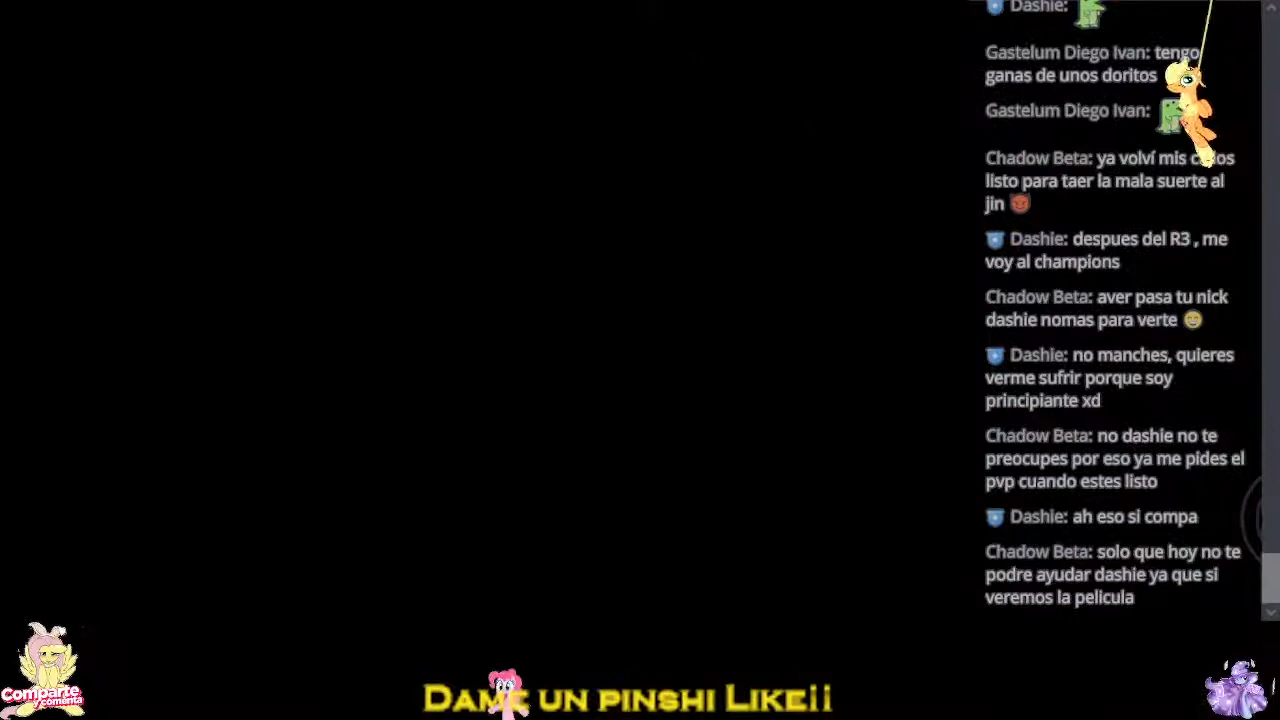 Dashie:
Gastelum Diego Ivan: tengo
ganas de unos doritos
Gastelum Diego Ivan:
Chadow Beta: ya volví mis
listo para taer la mala suerte al
jin
Dashie: despues del R3 , me
voy al champions
Chadow Beta: aver pasa tu nick
dashie nomas para verte
Dashie: no manches, quieres
verme sufrir porque soy
principiante xd
Chadow Beta: no dashie no te
preocupes por eso ya me pides el
pvp cuando estes listo
Dashie: ah eso si compa
Chadow Beta: solo que hoy no te
podre ayudar dashie ya que si
veremos la pelicula
Comparte
y comenta
Dame un pinshi Like¡¡